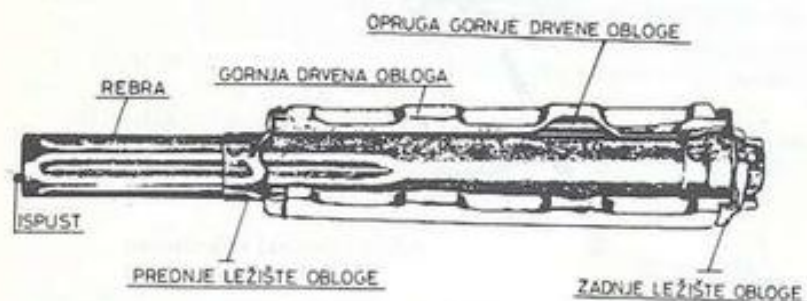 OPRUGA GORNJE DRVENE OBLOGE
GORNJA DRVENA OBLOGA
REBRA
ISPUST
PREDNJE LEŽIŠTE OBLOGE
ZADNJE LEŽIŠTE OBLOGE